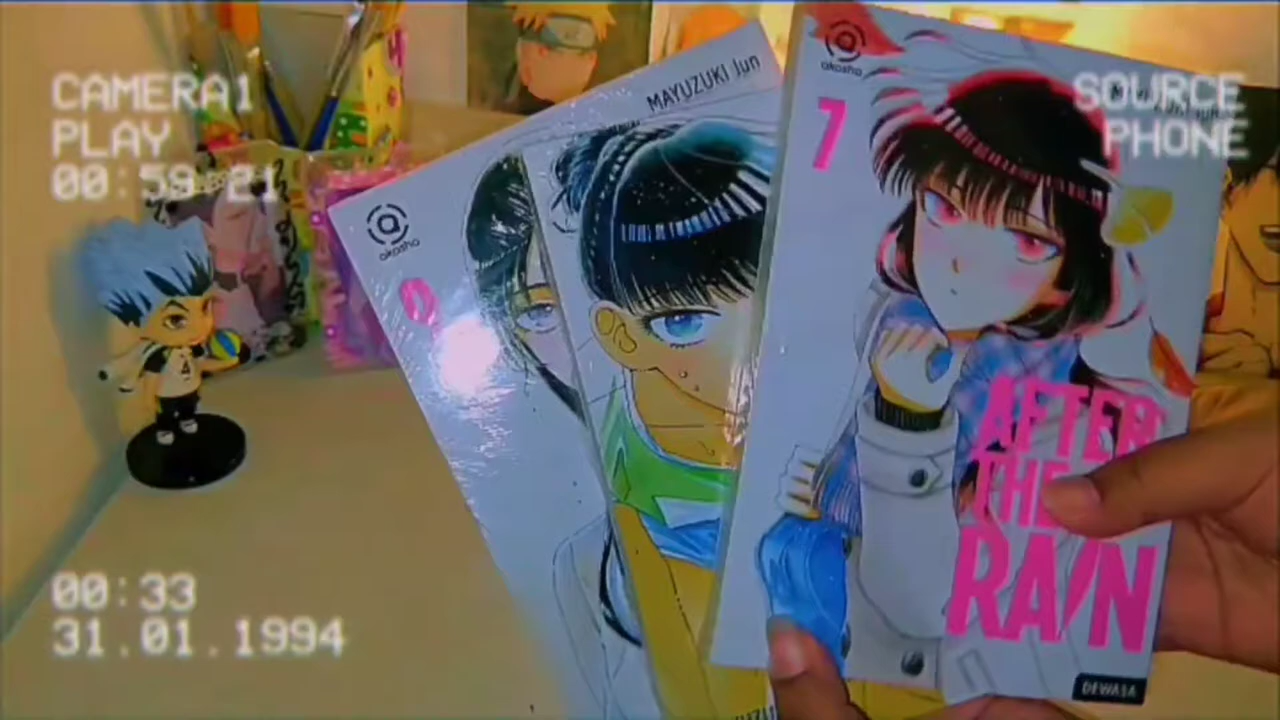 CAMERA1
PLAY
00:59 21
SOURCE
PHONE
MAYUZUKI Jun
akasha
akasha
7
AFTER
THE
RAIN
DEWASA
00:33
31.01.1994